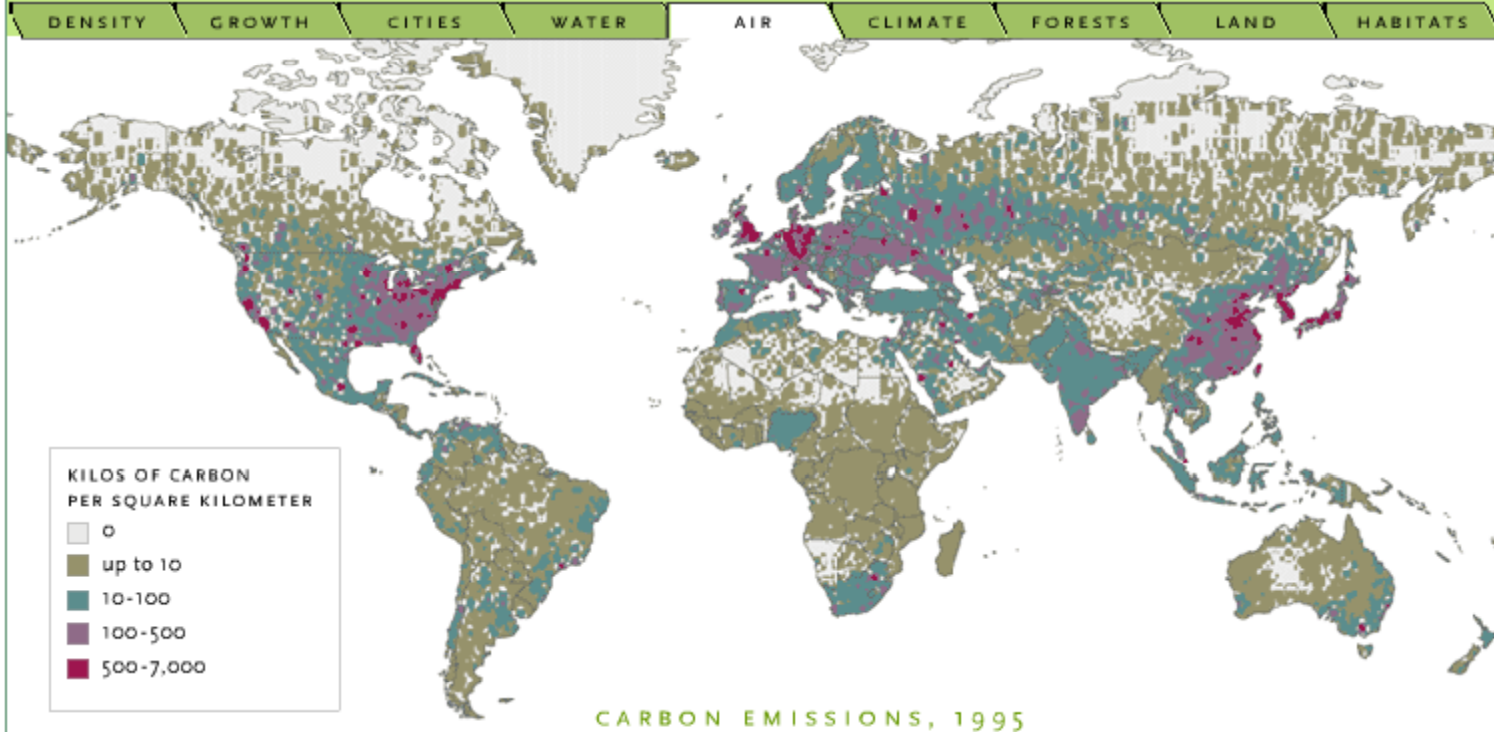 DENSITY GROWTH CITIES WATER AIR CLIMATE FORESTS LAND HABITATS
KILOS OF CARBON
PER SQUARE KILOMETER
0
up to 10
10-100
100-500
500-7,000
CARBON EMISSIONS, 1995